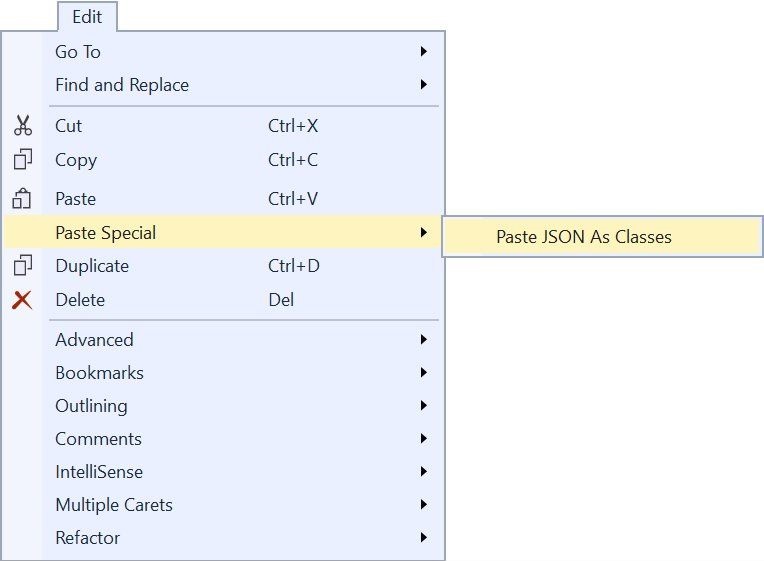 Edit
Go To
Find and Replace
Cut Ctrl+X
Copy Ctrl+C
Paste Ctrl+V
Paste Special Paste JSON As Classes
Duplicate Ctrl+D
Delete Del
Advanced
Bookmarks
Outlining
Comments
IntelliSense
Multiple Carets
Refactor